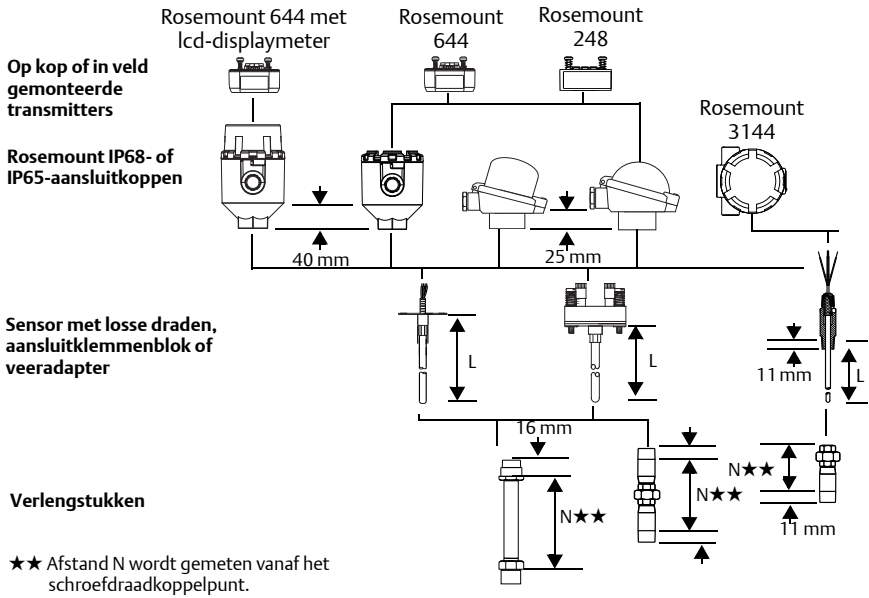 Rosemount 644 met
lcd-displaymeter
Rosemount
644
Rosemount
248
Op kop of in veld
gemonteerde
transmitters
Rosemount
3144
Rosemount IP68- of
IP65-aansluitkoppen
40 mm
25 mm
Sensor met losse draden,
aansluitklemmenblok of
veeradapter
L
L
11 mm
L
16 mm
N★★
N★★
N★★
11 mm
Verlengstukken
★★ Afstand N wordt gemeten vanaf het
schroefdraadkoppelpunt.